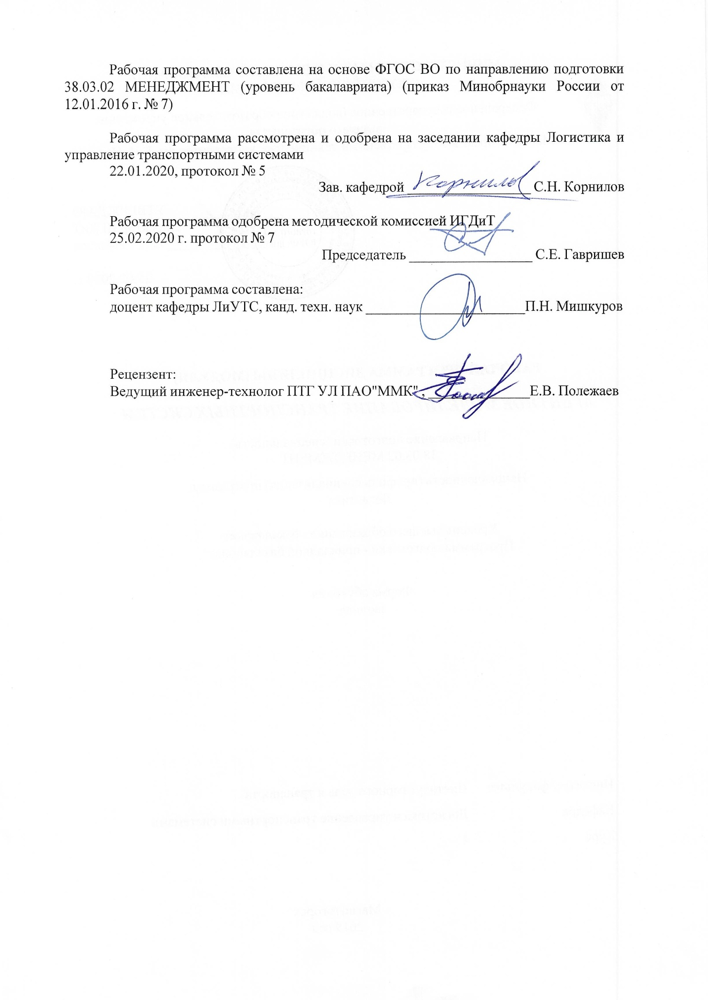 Рабочая программа составлена на основе ФГОС ВО по направлению подготовки
38.03.02 МЕНЕДЖМЕНТ (уровень бакалавриата) (приказ Минобрнауки России от
12.01.2016 г. № 7)
Рабочая программа рассмотрена и одобрена на заседании кафедры Логистика и
управление транспортными системами
22.01.2020, протокол № 5
Зав. кафедрой __________________ С.Н. Корнилов
Рабочая программа одобрена методической комиссией ИГДиТ
25.02.2020 г. протокол № 7
Председатель __________________ С.Е. Гавришев
Рабочая программа составлена:
доцент кафедры ЛиУТС, канд. техн. наук _______________________П.Н. Мишкуров
Рецензент:
Ведущий инженер-технолог ПТГ УЛ ПАО"ММК" , _______________Е.В. Полежаев